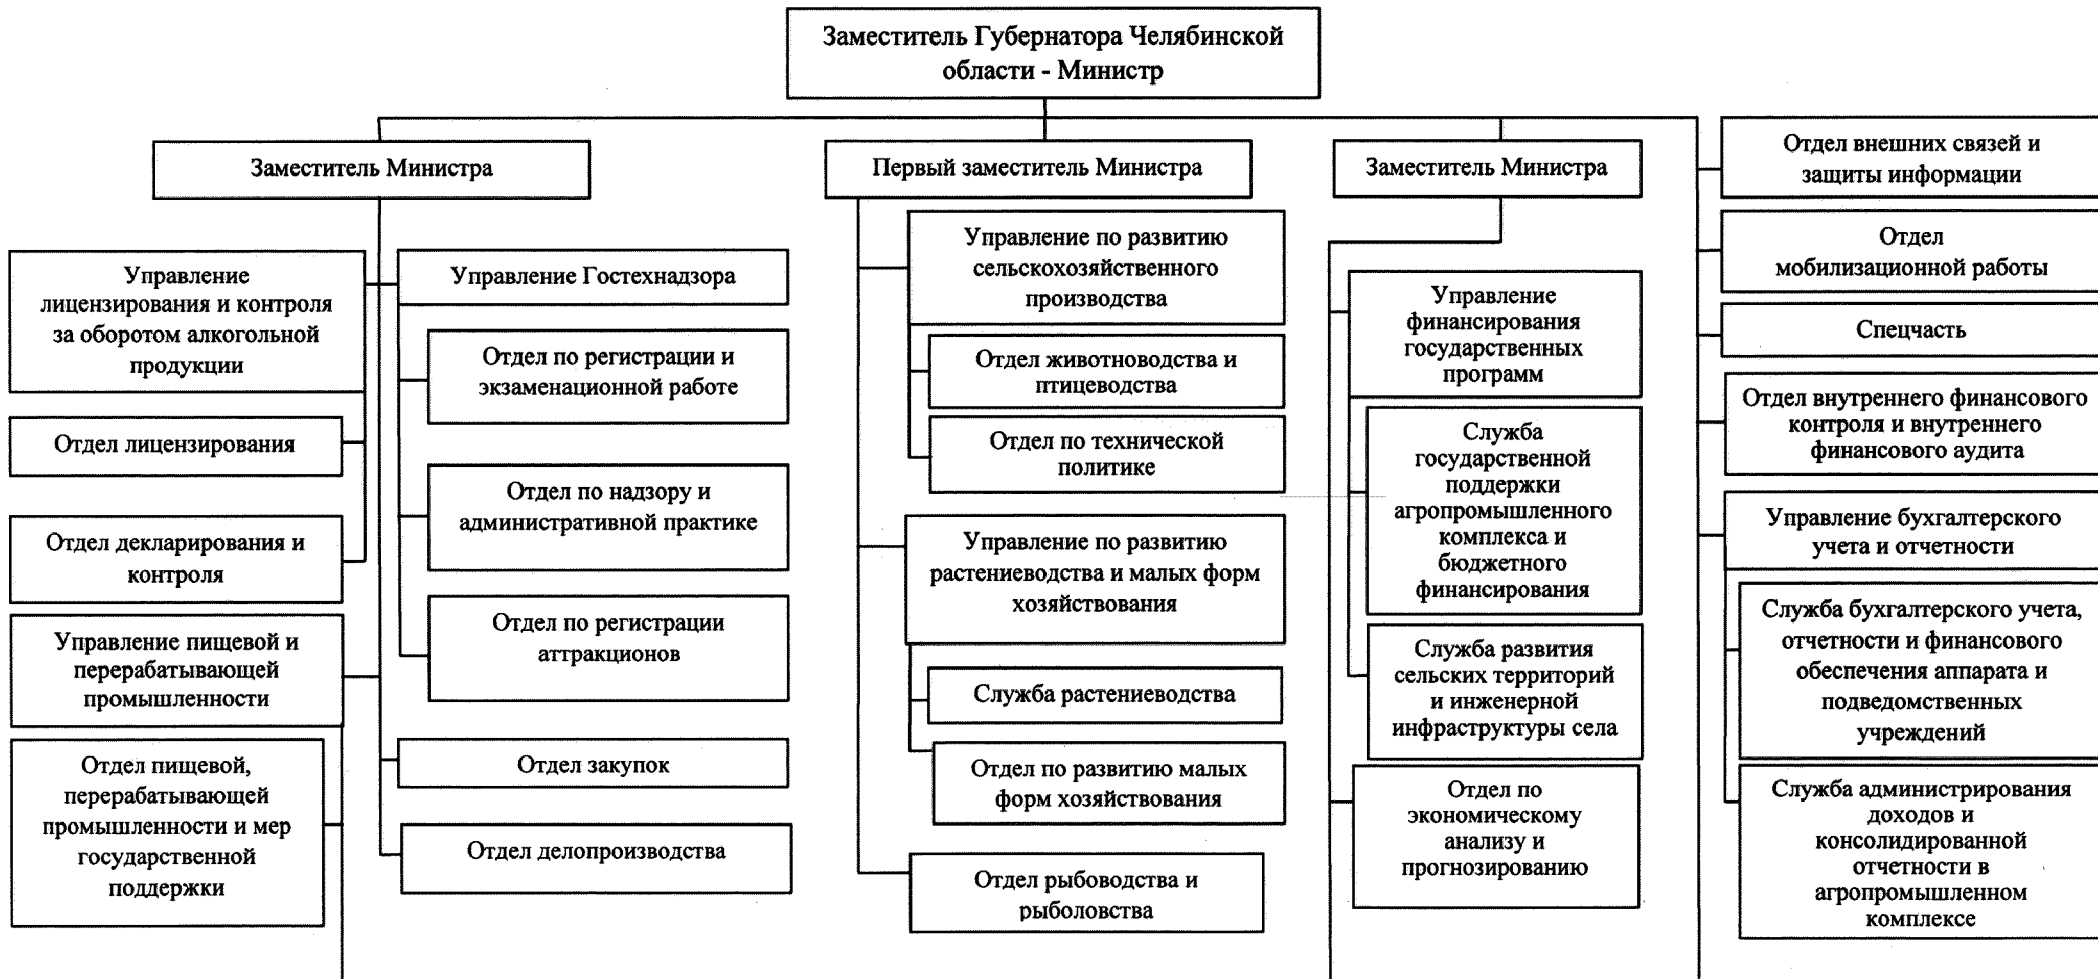 Заместитель Губернатора Челябинской
области - Министр
Заместитель Министра
Управление
лицензирования и контроля
за оборотом алкогольной
продукции
Отдел лицензирования
Отдел декларирования и
контроля
Управление пищевой и
перерабатывающей
промышленности
Отдел пищевой,
перерабатывающей
промышленности и мер
государственной
поддержки
Управление Гостехнадзора
Отдел по регистрации и
экзаменационной работе
Отдел по надзору и
административной практике
Отдел по регистрации
аттракционов
Отдел закупок
Отдел делопроизводства
Первый заместитель Министра
Управление по развитию
сельскохозяйственного
производства
Отдел животноводства и
птицеводства
Отдел по технической
политике
Управление по развитию
растениеводства и малых форм
хозяйствования
Служба растениеводства
Отдел по развитию малых
форм хозяйствования
Отдел рыбоводства и
рыболовства
Заместитель Министра
Управление
финансирования
государственных
программ
Служба
государственной
поддержки
агропромышленного
комплекса и
бюджетного
финансирования
Служба развития
сельских территорий
и инженерной
инфраструктуры села
Отдел по
экономическому
анализу и
прогнозированию
Отдел внешних связей и
защиты информации
Отдел
мобилизационной работы
Спецчасть
Отдел внутреннего финансового
контроля и внутреннего
финансового аудита
Управление бухгалтерского
учета и отчетности
Служба бухгалтерского учета,
отчетности и финансового
обеспечения аппарата и
подведомственных
учреждений
Служба администрирования
доходов и
консолидированной
отчетности в
агропромышленном
комплексе